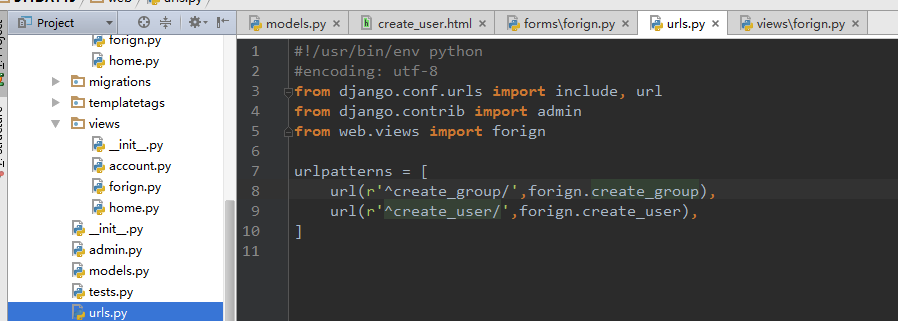 web
urls.py
Project
models.py
create_user.html
forms\forign.py
urls.py
views\forign.py
forign.py
home.py
migrations
templatetags
views
__init__.py
account.py
forign.py
home.py
__init__.py
admin.py
models.py
tests.py
urls.py
1 #!/usr/bin/env python
2 #encoding: utf-8
3 from django.conf.urls import include, url
4 from django.contrib import admin
5 from web.views import forign
6
7 urlpatterns = [
8 url(r'^create_group/',forign.create_group),
9 url(r'^create_user/',forign.create_user),
10 ]
11